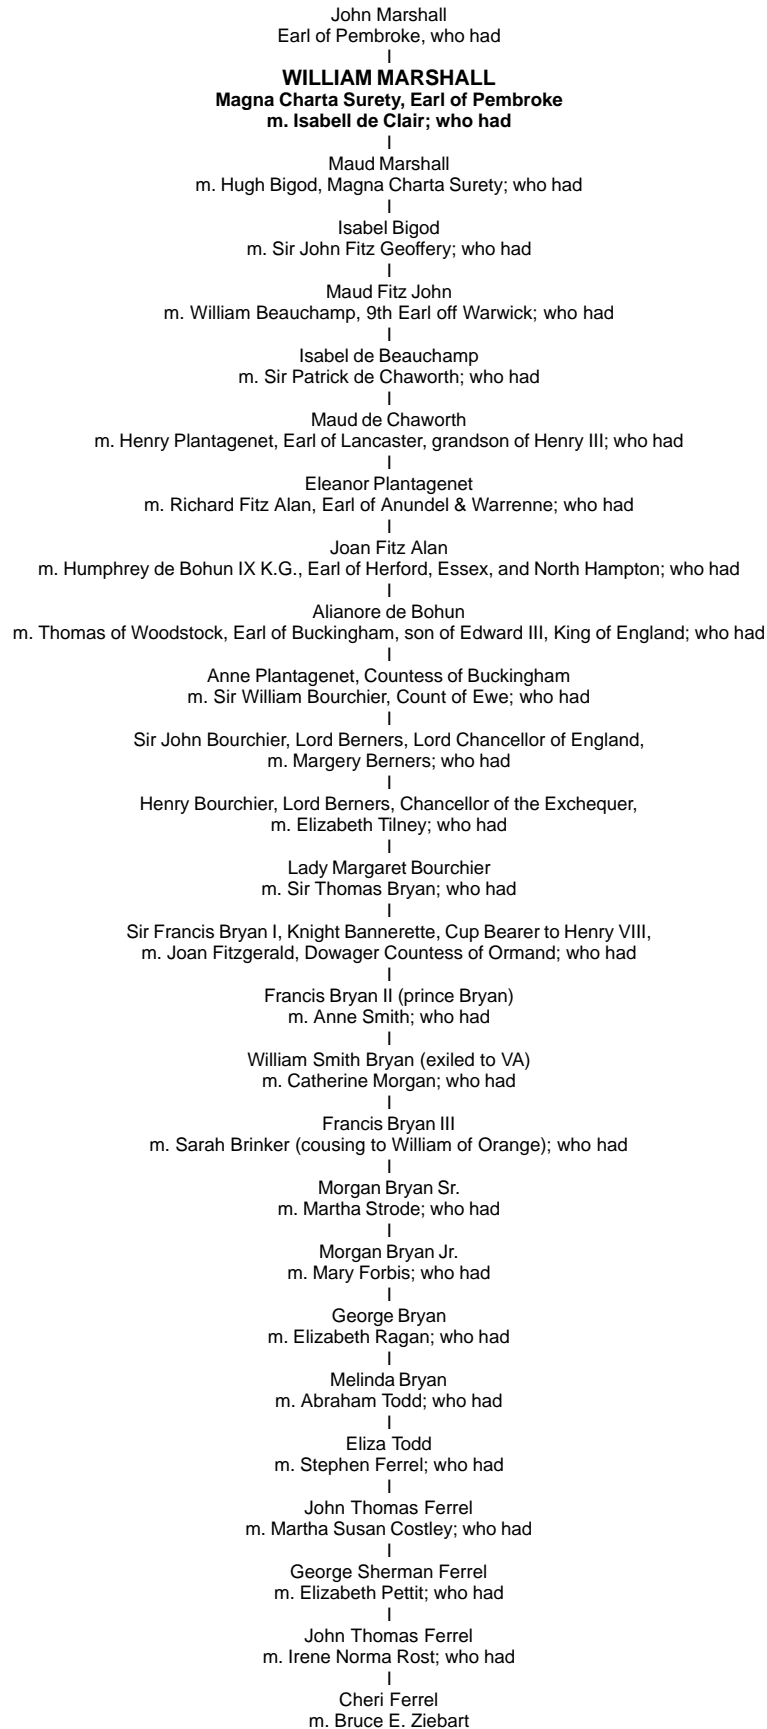 John Marshall
Earl of Pembroke, who had
I
WILLIAM MARSHALL
Magna Charta Surety, Earl of Pembroke
m. Isabell de Clair; who had
I
Maud Marshall
m. Hugh Bigod, Magna Charta Surety; who had
I
Isabel Bigod
m. Sir John Fitz Geoffery; who had
I
Maud Fitz John
m. William Beauchamp, 9th Earl off Warwick; who had
I
Isabel de Beauchamp
m. Sir Patrick de Chaworth; who had
I
Maud de Chaworth
m. Henry Plantagenet, Earl of Lancaster, grandson of Henry III; who had
I
Eleanor Plantagenet
m. Richard Fitz Alan, Earl of Anundel & Warrenne; who had
I
Joan Fitz Alan
m. Humphrey de Bohun IX K.G., Earl of Herford, Essex, and North Hampton; who had
I
Alianore de Bohun
m. Thomas of Woodstock, Earl of Buckingham, son of Edward III, King of England; who had
I
Anne Plantagenet, Countess of Buckingham
m. Sir William Bourchier, Count of Ewe; who had
I
Sir John Bourchier, Lord Berners, Lord Chancellor of England,
m. Margery Berners; who had
I
Henry Bourchier, Lord Berners, Chancellor of the Exchequer,
m. Elizabeth Tilney; who had
I
Lady Margaret Bourchier
m. Sir Thomas Bryan; who had
I
Sir Francis Bryan I, Knight Bannerette, Cup Bearer to Henry VIII,
m. Joan Fitzgerald, Dowager Countess of Ormand; who had
I
Francis Bryan II (prince Bryan)
m. Anne Smith; who had
I
William Smith Bryan (exiled to VA)
m. Catherine Morgan; who had
I
Francis Bryan III
m. Sarah Brinker (cousing to William of Orange); who had
I
Morgan Bryan Sr.
m. Martha Strode; who had
I
Morgan Bryan Jr.
m. Mary Forbis; who had
I
George Bryan
m. Elizabeth Ragan; who had
I
Melinda Bryan
m. Abraham Todd; who had
I
Eliza Todd
m. Stephen Ferrel; who had
I
John Thomas Ferrel
m. Martha Susan Costley; who had
I
George Sherman Ferrel
m. Elizabeth Pettit; who had
I
John Thomas Ferrel
m. Irene Norma Rost; who had
I
Cheri Ferrel
m. Bruce E. Ziebart